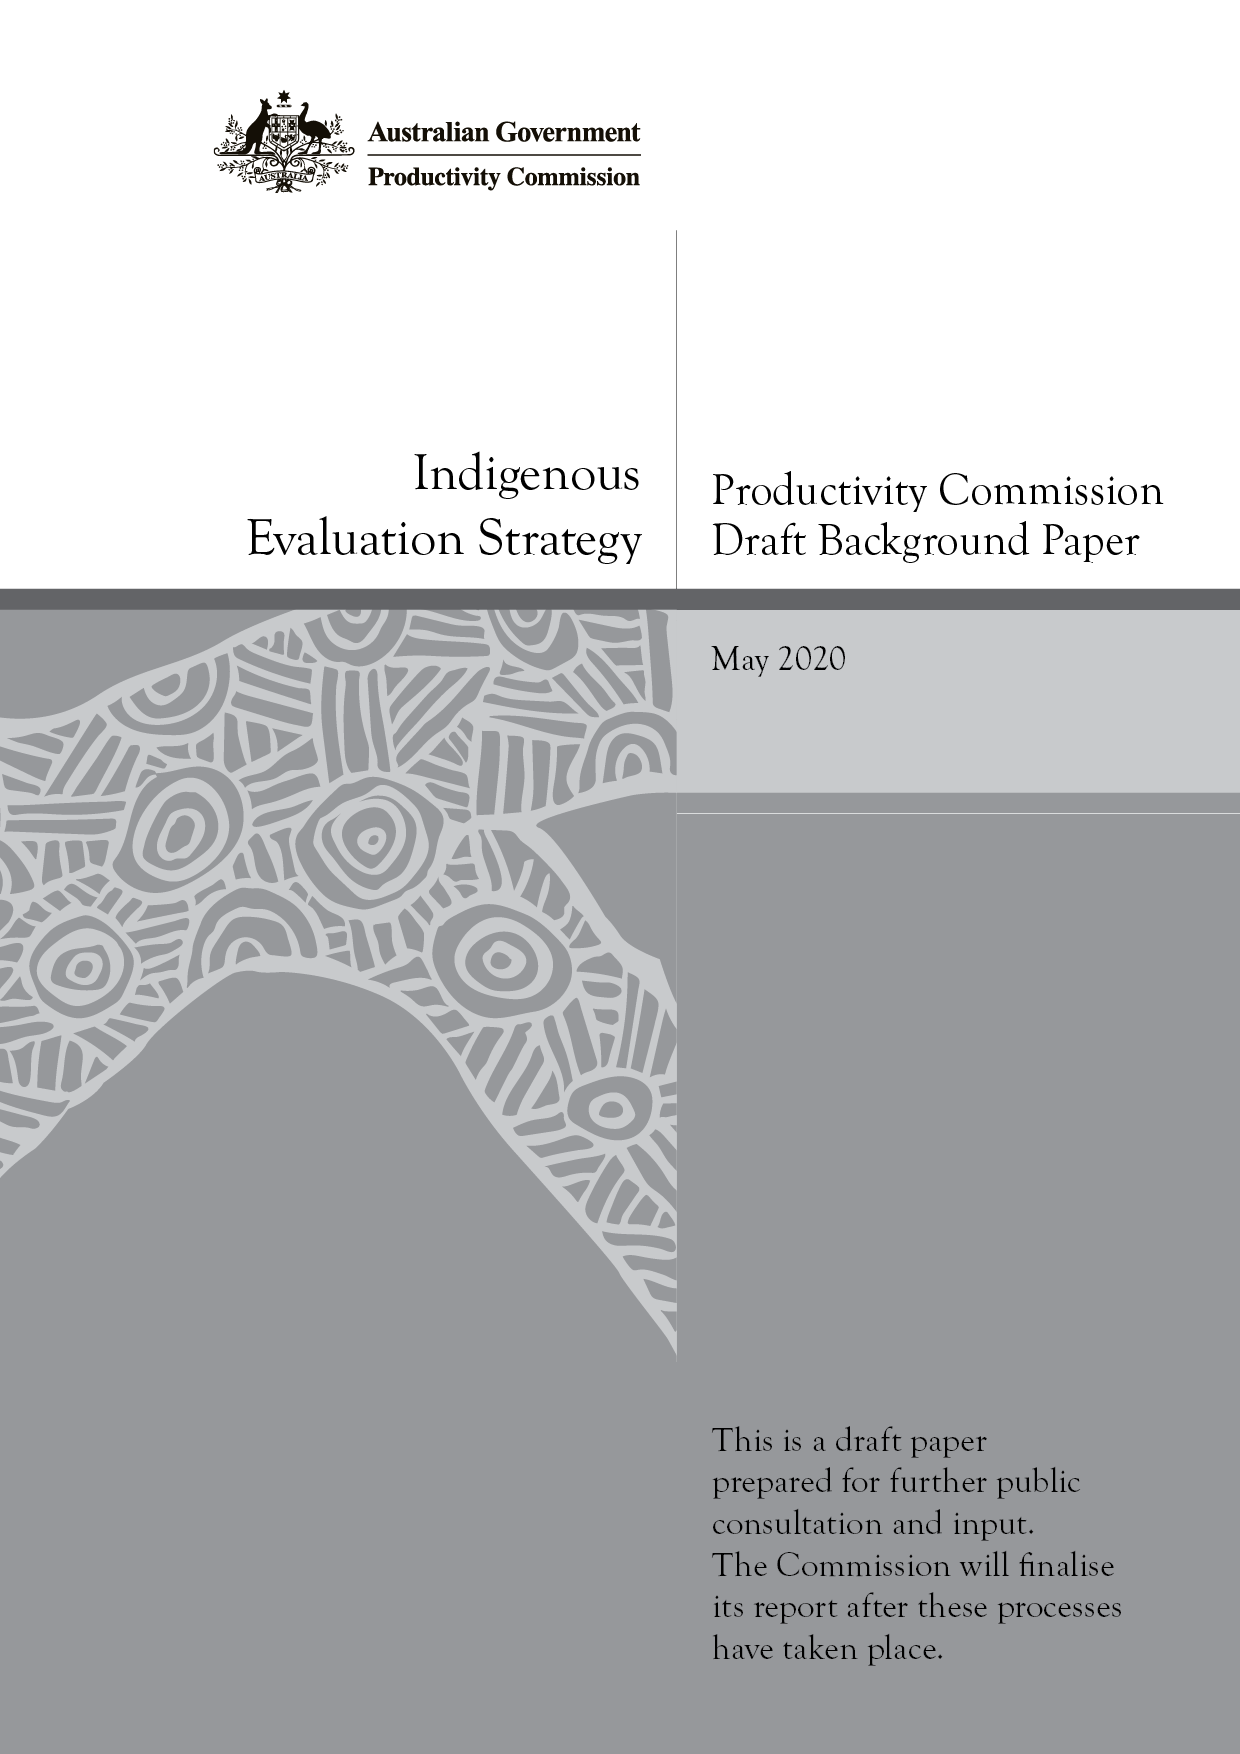 Australian Government
Productivity Commission
AUSTRALIA
Indigenous
Evaluation Strategy
Productivity Commission
Draft Background Paper
May 2020
This is a draft paper
prepared for further public
consultation and input.
The Commission will finalise
its report after these processes
have taken place.